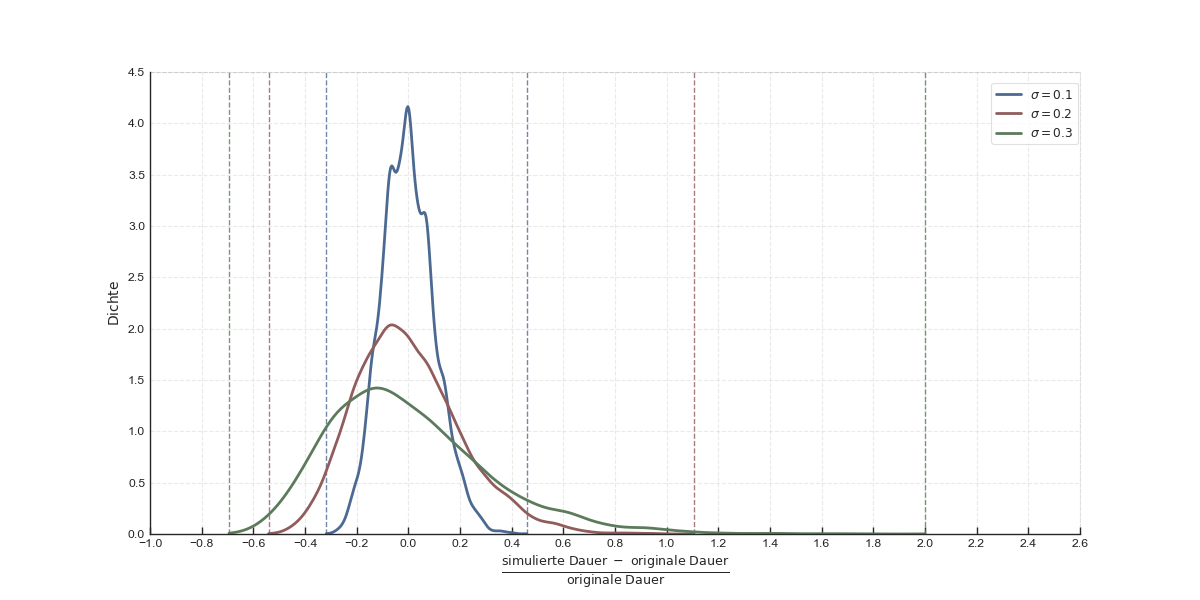 4.5
4.0
3.5
3.0
2.5
2.0
1.5
1.0
0.5
0.0
Dichte
σ = 0.1
σ = 0.2
σ = 0.3
−1.0 −0.8 −0.6 −0.4 −0.2 0.0 0.2 0.4 0.6 0.8 1.0 1.2 1.4 1.6 1.8 2.0 2.2 2.4 2.6
simulierte Dauer − originale Dauer
originale Dauer